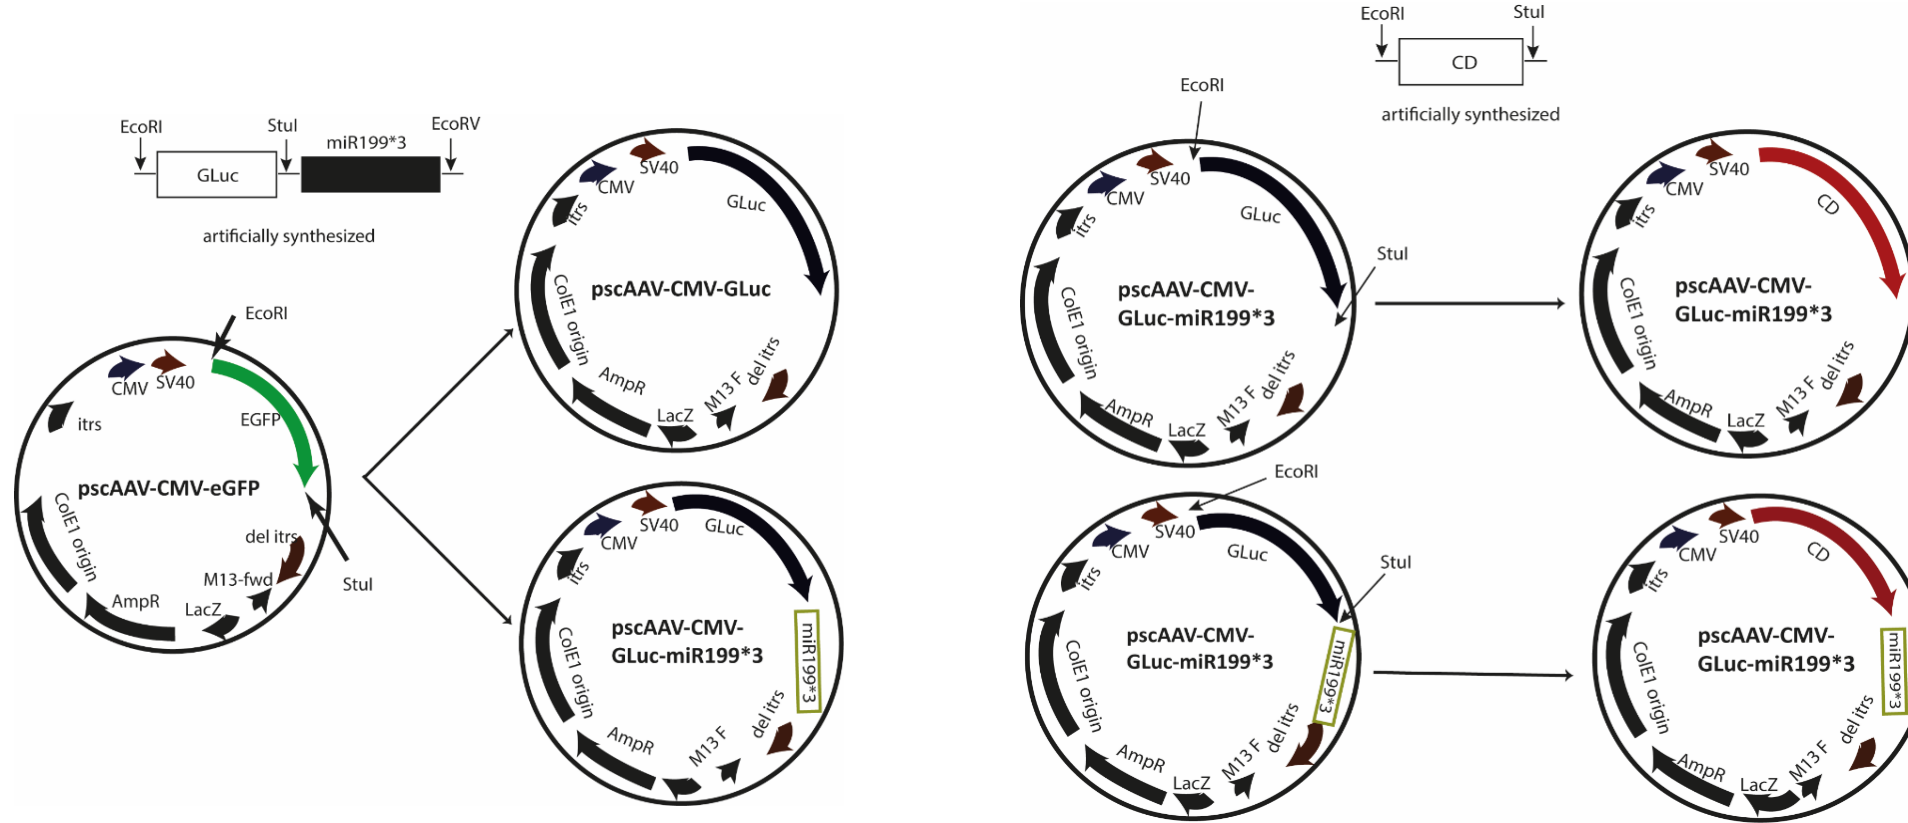 EcoRI
StuI
EcoRV
miR199*3
GLuc
artificially synthesized
EcoRI
CMV
SV40
EGFP
itrs
pscAAV-CMV-eGFP
ColE1 origin
del itrs
M13-fwd
StuI
AmpR
LacZ
SV40
CMV
GLuc
itrs
pscAAV-CMV-GLuc
ColE1 origin
AmpR
LacZ
M13 F
del itrs
SV40
GLuc
CMV
itrs
pscAAV-CMV-
GLuc-miR199*3
miR199*3
ColE1 origin
AmpR
M13 F
del itrs
EcoRI
StuI
CD
artificially synthesized
EcoRI
SV40
CMV
GLuc
itrs
StuI
pscAAV-CMV-
GLuc-miR199*3
ColE1 origin
AmpR
LacZ
M13 F
del itrs
SV40
CMV
CD
itrs
pscAAV-CMV-
GLuc-miR199*3
ColE1 origin
AmpR
LacZ
M13 F
del itrs
EcoRI
SV40
CMV
GLuc
StuI
itrs
pscAAV-CMV-
GLuc-miR199*3
miR199*3
ColE1 origin
AmpR
LacZ
M13 F
del itrs
SV40
CMV
CD
itrs
pscAAV-CMV-
GLuc-miR199*3
miR199*3
ColE1 origin
AmpR
LacZ
M13 F
del itrs